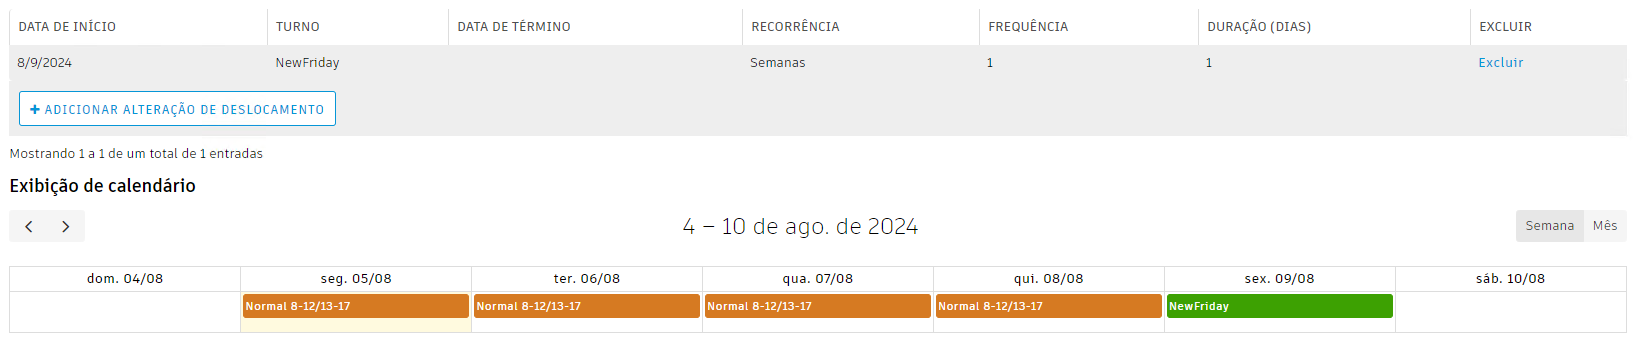 DATA DE INÍCIO TURNO DATA DE TÉRMINO RECORRÊNCIA FREQUÊNCIA DURAÇÃO (DIAS) EXCLUIR
8/9/2024 NewFriday Semanas 1 1 Excluir
+ ADICIONAR ALTERAÇÃO DE DESLOCAMENTO
Mostrando 1 a 1 de um total de 1 entradas
Exibição de calendário
4 – 10 de ago. de 2024 Semana Mês
dom. 04/08 seg. 05/08 ter. 06/08 qua. 07/08 qui. 08/08 sex. 09/08 sáb. 10/08
Normal 8-12/13-17 Normal 8-12/13-17 Normal 8-12/13-17 Normal 8-12/13-17 NewFriday